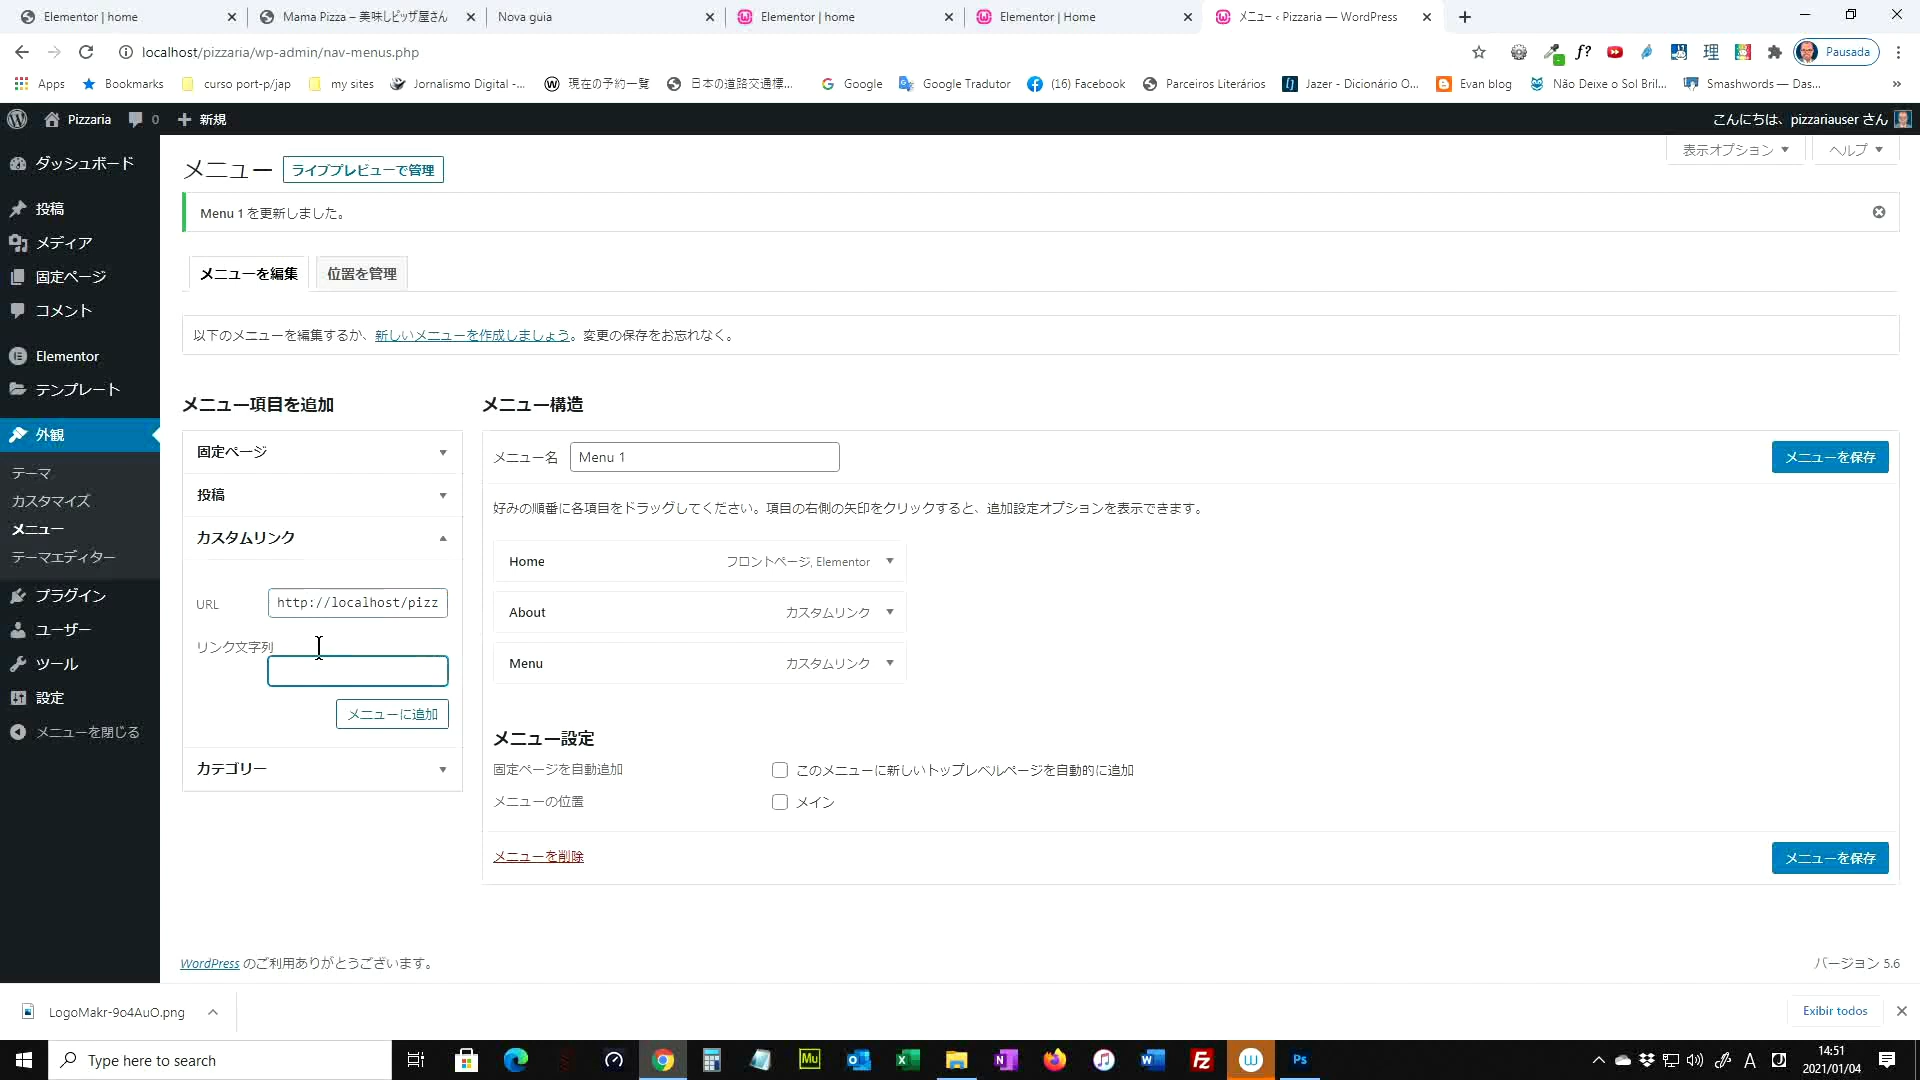 Elementor | home
Mama Pizza – 美味しピッザ屋さん
Nova guia
Elementor | home
Elementor | Home
メニュー ‹ Pizzaria — WordPress
localhost/pizzaria/wp-admin/nav-menus.php
Pausada
Apps
Bookmarks
curso port-p/jap
my sites
Jornalismo Digital -...
現在の予約一覧
日本の道路交通標...
Google
Google Tradutor
(16) Facebook
Parceiros Literários
Jazer - Dicionário O...
Evan blog
Não Deixe o Sol Bril...
Smashwords — Das...
Pizzaria
0
新規
こんにちは、pizzariauser さん
ダッシュボード
投稿
メディア
固定ページ
コメント
Elementor
テンプレート
外観
テーマ
カスタマイズ
メニュー
テーマエディター
プラグイン
ユーザー
ツール
設定
メニューを閉じる
表示オプション
ヘルプ
メニュー
ライブプレビューで管理
Menu 1 を更新しました。
メニューを編集
位置を管理
以下のメニューを編集するか、新しいメニューを作成しましょう。変更の保存をお忘れなく。
メニュー項目を追加
固定ページ
投稿
カスタムリンク
URL
http://localhost/pizz
リンク文字列
メニューに追加
カテゴリー
メニュー構造
メニュー名
Menu 1
メニューを保存
好みの順番に各項目をドラッグしてください。項目の右側の矢印をクリックすると、追加設定オプションを表示できます。
Home
フロントページ, Elementor
About
カスタムリンク
Menu
カスタムリンク
メニュー設定
固定ページを自動追加
このメニューに新しいトップレベルページを自動的に追加
メニューの位置
メイン
メニューを削除
メニューを保存
WordPress のご利用ありがとうございます。
バージョン 5.6
LogoMakr-9o4AuO.png
Exibir todos
Type here to search
14:51
2021/01/04